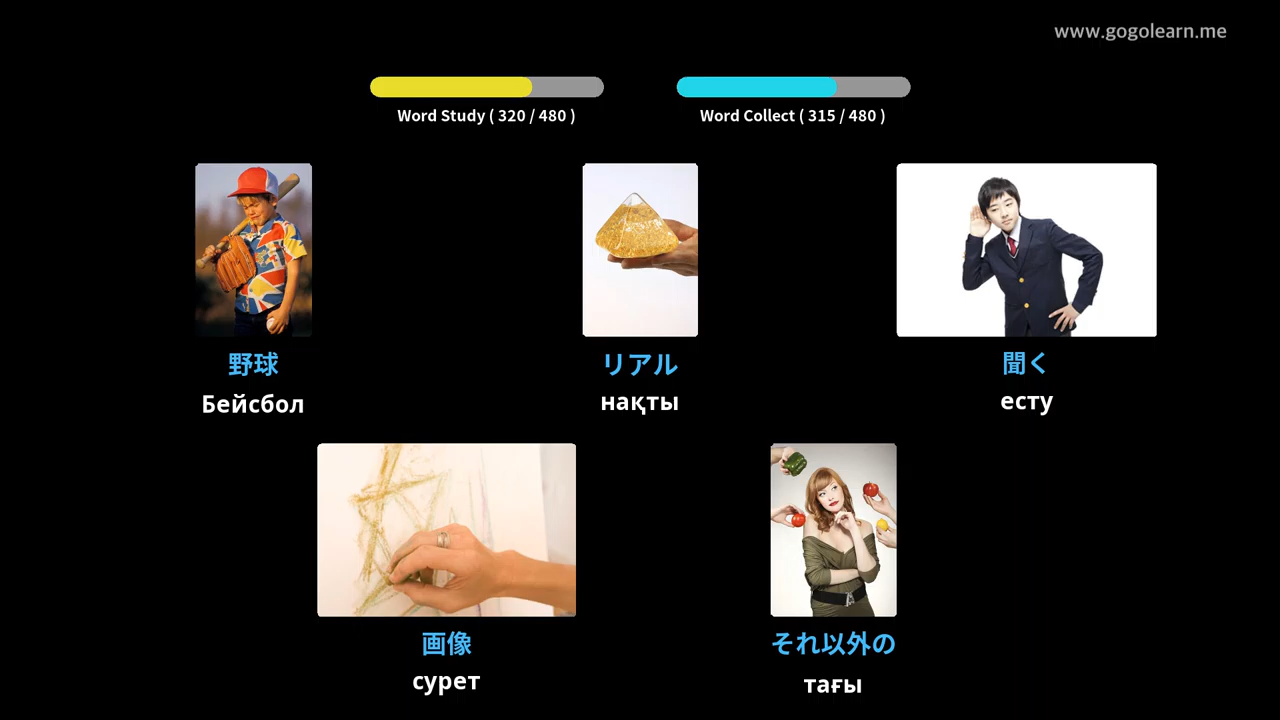 www.gogolearn.me
Word Study ( 320 / 480 )
Word Collect ( 315 / 480 )
野球
リアル
聞く
Бейсбол
нақты
есту
画像
それ以外の
сурет
тағы